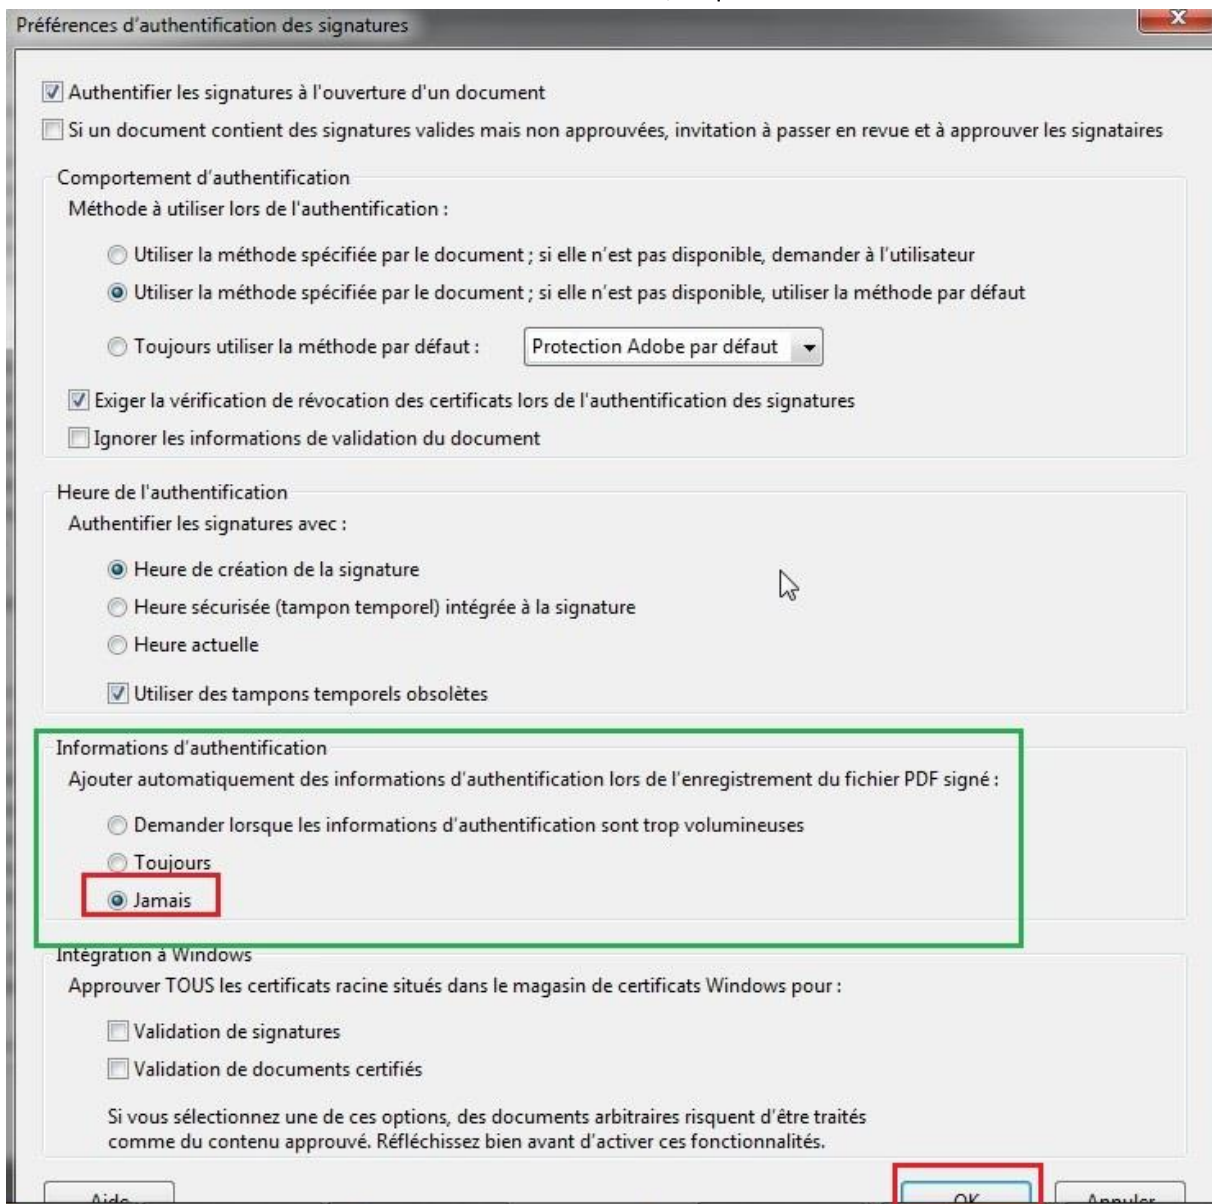 Préférences d'authentification des signatures
Authentifier les signatures à l'ouverture d'un document
Si un document contient des signatures valides mais non approuvées, invitation à passer en revue et à approuver les signataires
Comportement d'authentification
Méthode à utiliser lors de l'authentification :
Utiliser la méthode spécifiée par le document ; si elle n'est pas disponible, demander à l'utilisateur
Utiliser la méthode spécifiée par le document ; si elle n'est pas disponible, utiliser la méthode par défaut
Toujours utiliser la méthode par défaut : Protection Adobe par défaut
Exiger la vérification de révocation des certificats lors de l'authentification des signatures
Ignorer les informations de validation du document
Heure de l'authentification
Authentifier les signatures avec :
Heure de création de la signature
Heure sécurisée (tampon temporel) intégrée à la signature
Heure actuelle
Utiliser des tampons temporels obsolètes
Informations d'authentification
Ajouter automatiquement des informations d'authentification lors de l'enregistrement du fichier PDF signé :
Demander lorsque les informations d'authentification sont trop volumineuses
Toujours
Jamais
Intégration à Windows
Approuver TOUS les certificats racine situés dans le magasin de certificats Windows pour :
Validation de signatures
Validation de documents certifiés
Si vous sélectionnez une de ces options, des documents arbitraires risquent d'être traités
comme du contenu approuvé. Réfléchissez bien avant d'activer ces fonctionnalités.
Aide OK Annuler